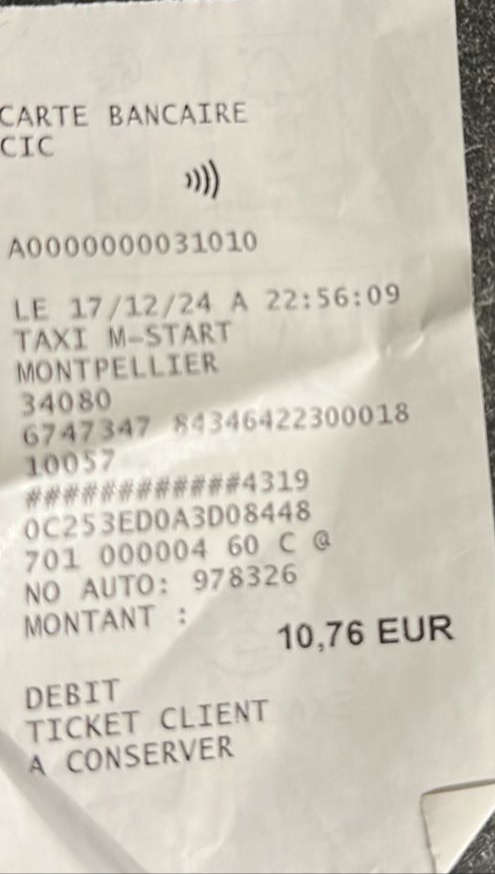 CARTE BANCAIRE
CIC
A0000000031010
LE 17/12/24 A 22:56:09
TAXI M-START
MONTPELLIER
34080
6747347 84346422300018
10057
############4319
0C253ED0A3D08448
701 000004 60 C @
NO AUTO: 978326
MONTANT :
10,76 EUR
DEBIT
TICKET CLIENT
A CONSERVER